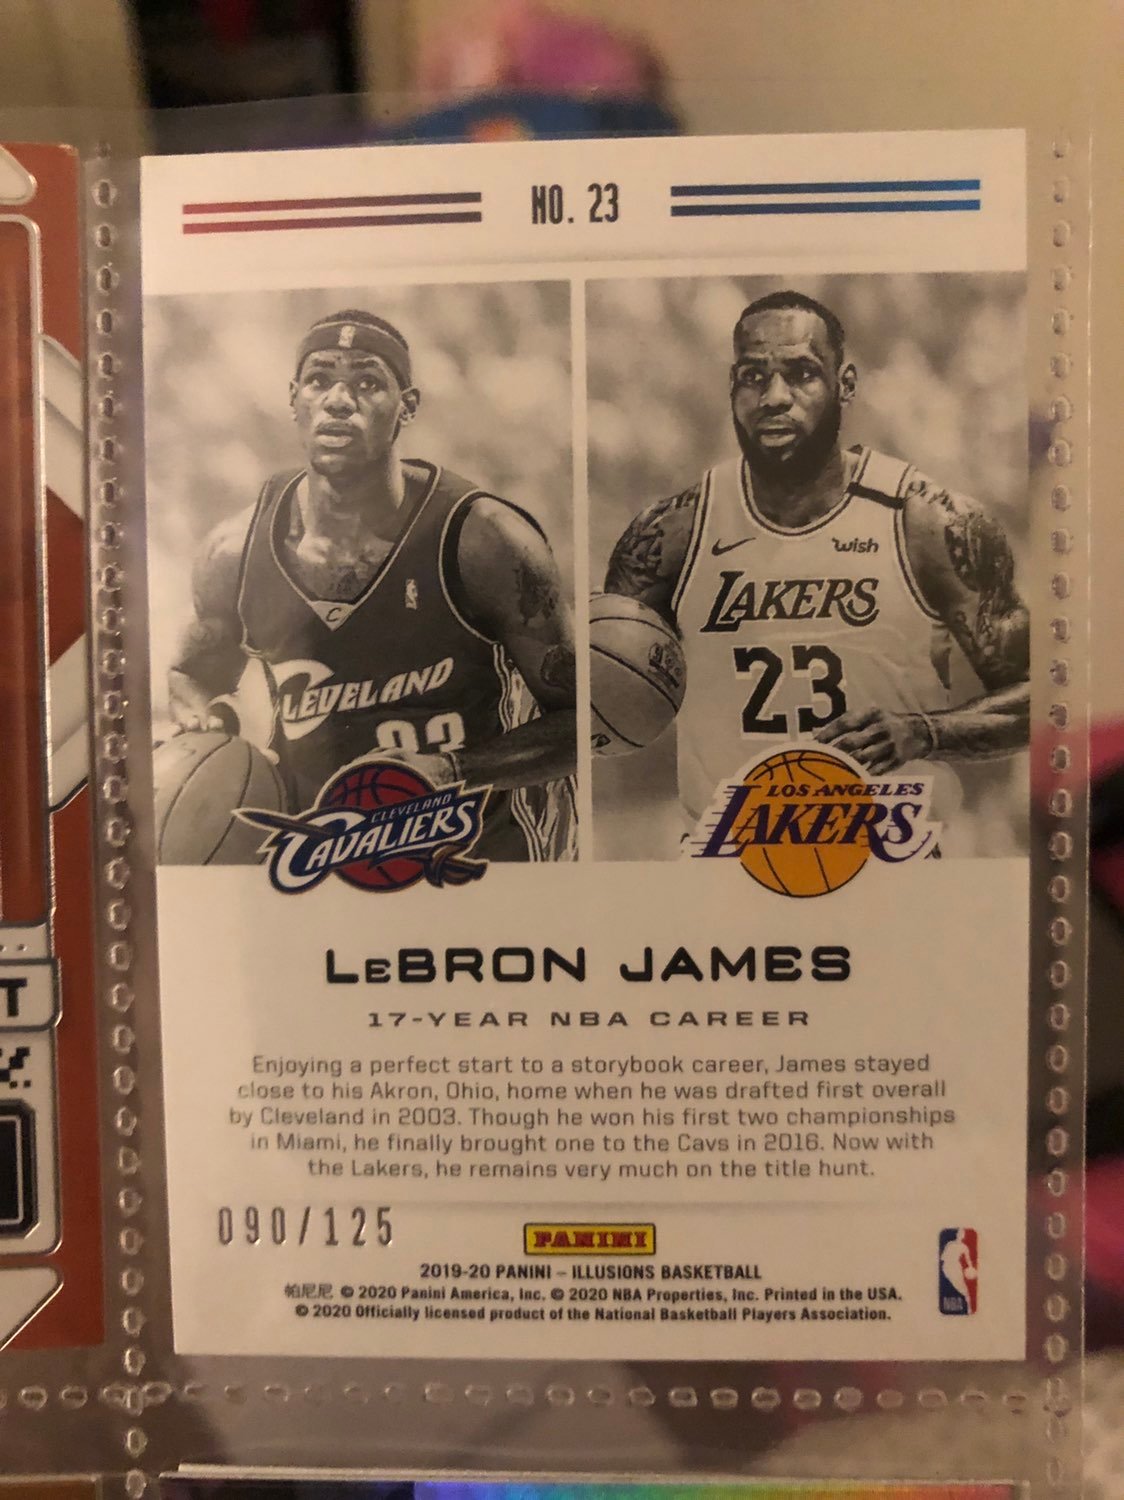 NO. 23
C
CLEVELAND
23
wish
LAKERS
23
CLEVELAND
CAVALIERS
LOS ANGELES
LAKERS
LeBRON JAMES
17-YEAR NBA CAREER
Enjoying a perfect start to a storybook career, James stayed
close to his Akron, Ohio, home when he was drafted first overall
by Cleveland in 2003. Though he won his first two championships
in Miami, he finally brought one to the Cavs in 2016. Now with
the Lakers, he remains very much on the title hunt.
090/125
PANINI
2019-20 PANINI – ILLUSIONS BASKETBALL
帕尼尼 © 2020 Panini America, Inc. © 2020 NBA Properties, Inc. Printed in the USA.
© 2020 Officially licensed product of the National Basketball Players Association.
NBA
T